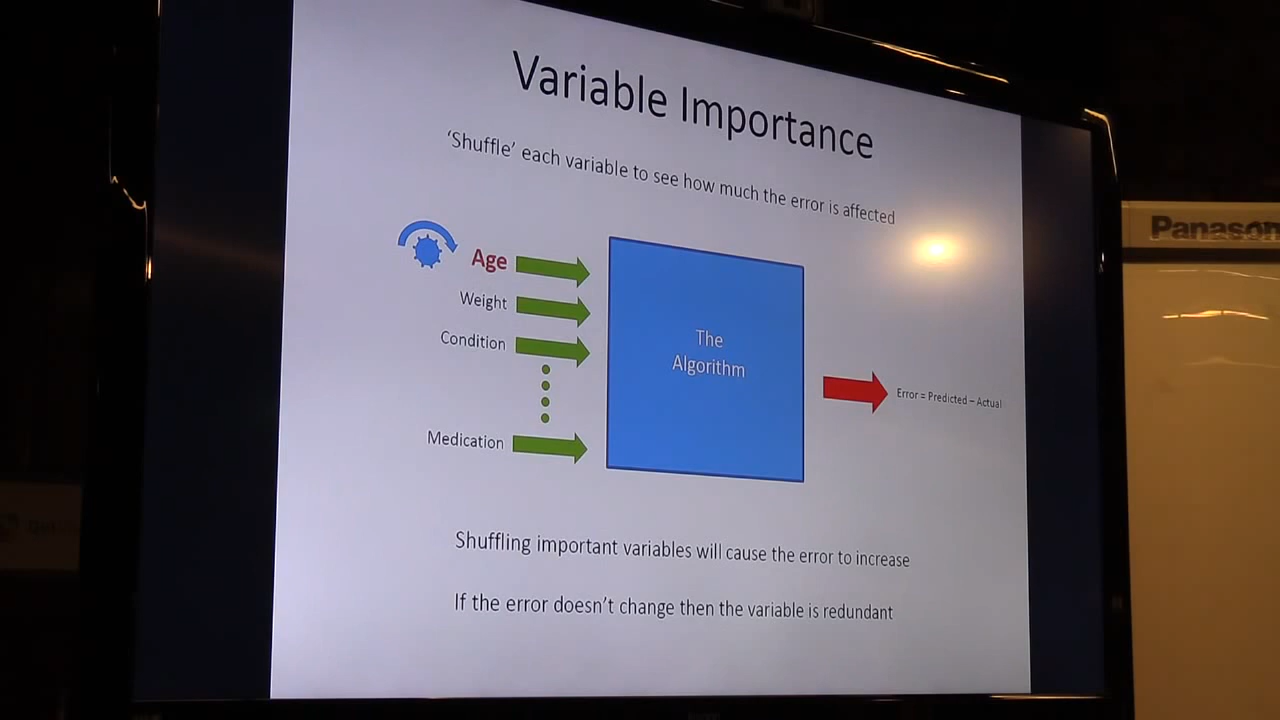 Variable Importance
‘Shuffle’ each variable to see how much the error is affected
Age
Weight
Condition
Medication
The
Algorithm
Error = Predicted – Actual
Shuffling important variables will cause the error to increase
If the error doesn’t change then the variable is redundant